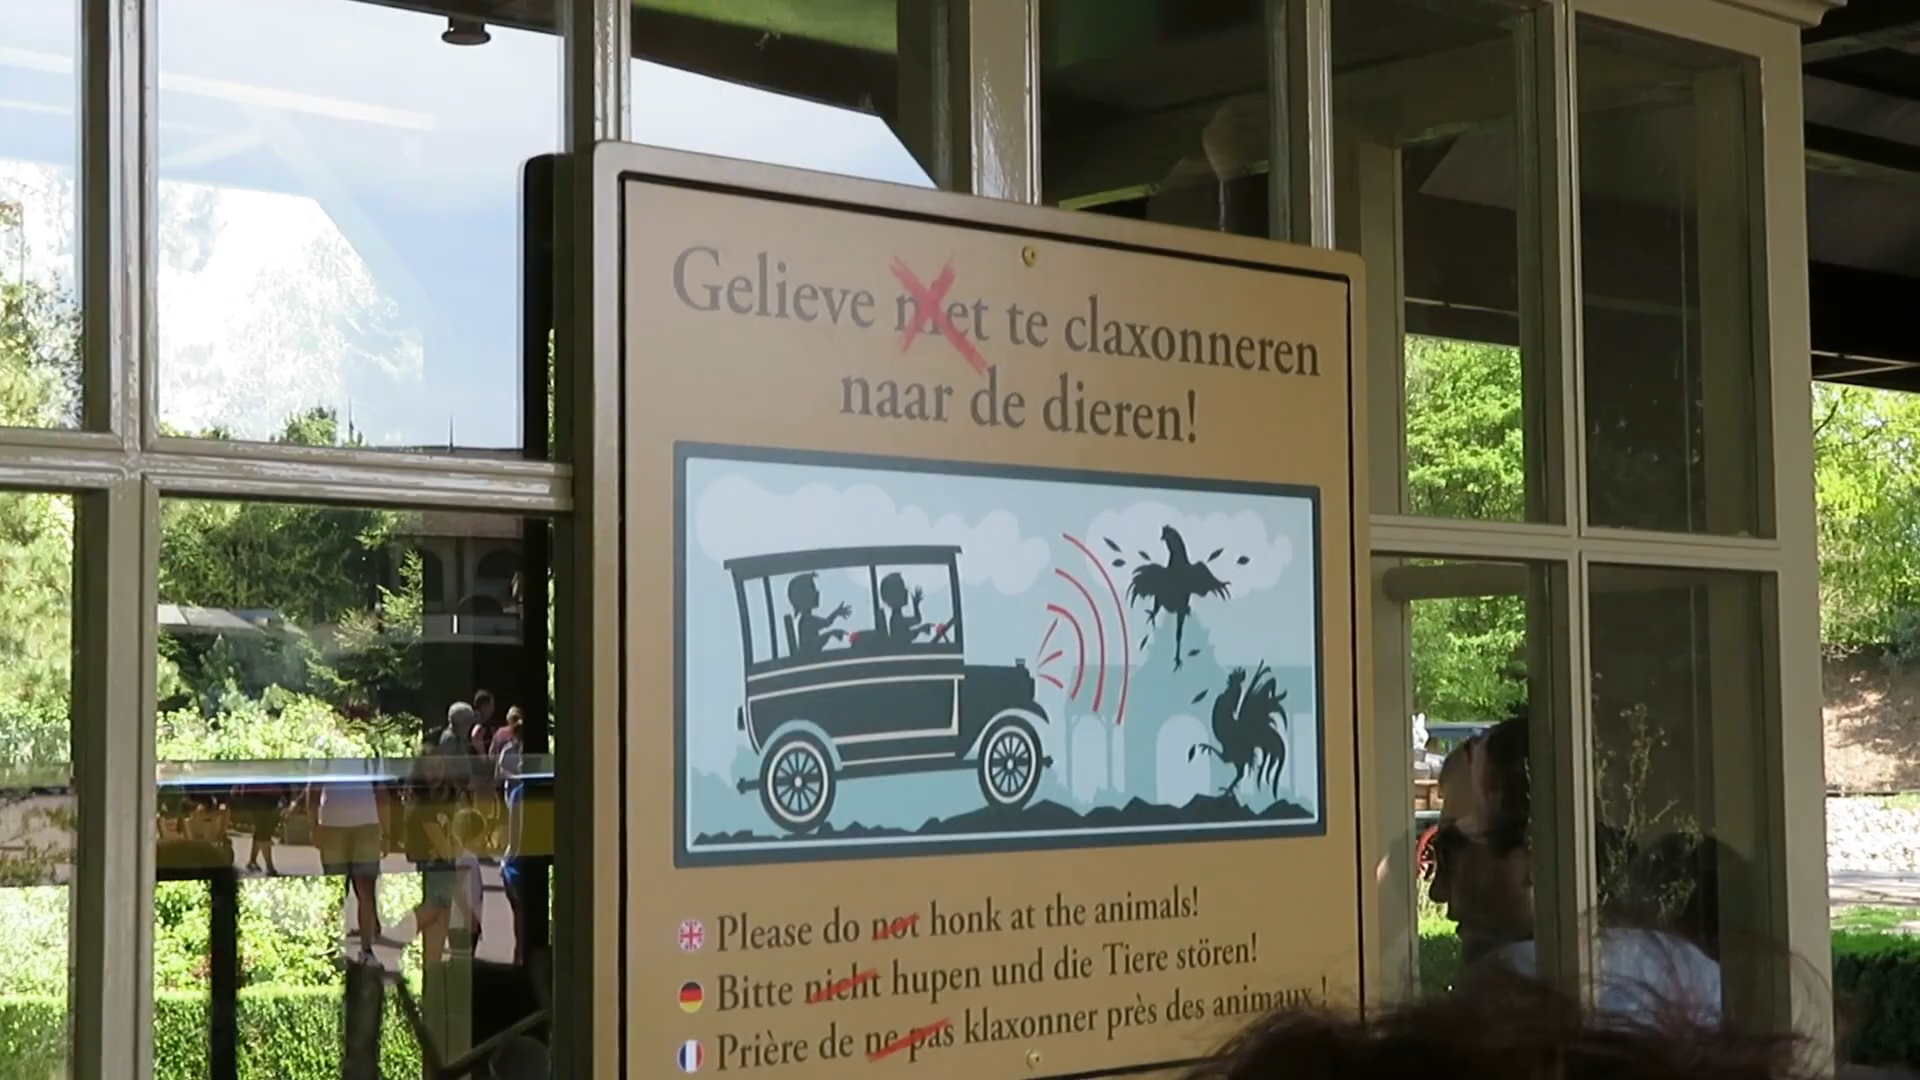 Gelieve niet te claxonneren
naar de dieren!
Please do not honk at the animals!
Bitte nicht hupen und die Tiere stören!
Prière de ne pas klaxonner près des animaux !